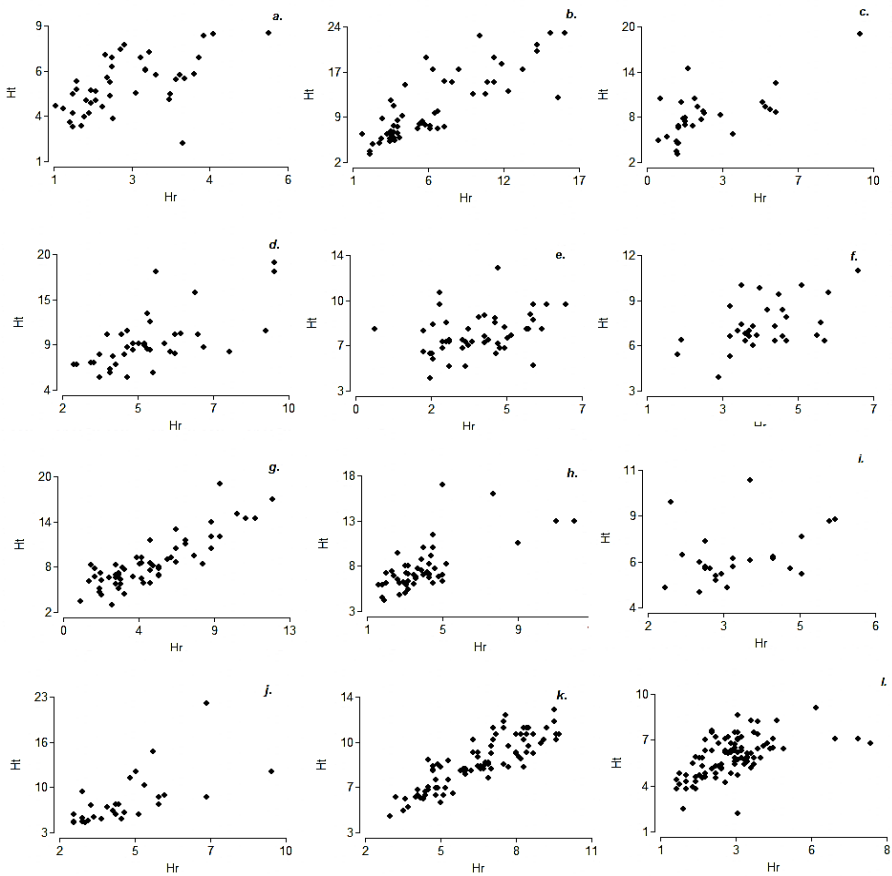 a.
9
6
4
1
Ht
1 3 4 6
Hr
b.
24
17
9
2
Ht
1 6 12 17
Hr
c.
20
14
8
2
Ht
0 3 7 10
Hr
d.
20
15
9
4
Ht
2 5 7 10
Hr
e.
14
10
7
3
Ht
0 2 5 7
Hr
f.
12
9
6
3
Ht
1 3 5 7
g.
20
14
8
2
Ht
0 4 9 13
Hr
h.
18
13
8
3
Ht
1 5 9
Hr
i.
11
9
6
4
Ht
2 3 5 6
Hr
j.
23
16
10
3
Ht
2 5 7 10
Hr
k.
14
10
7
3
Ht
2 5 8 11
Hr
l.
10
7
4
1
Ht
1 3 6 8
Hr